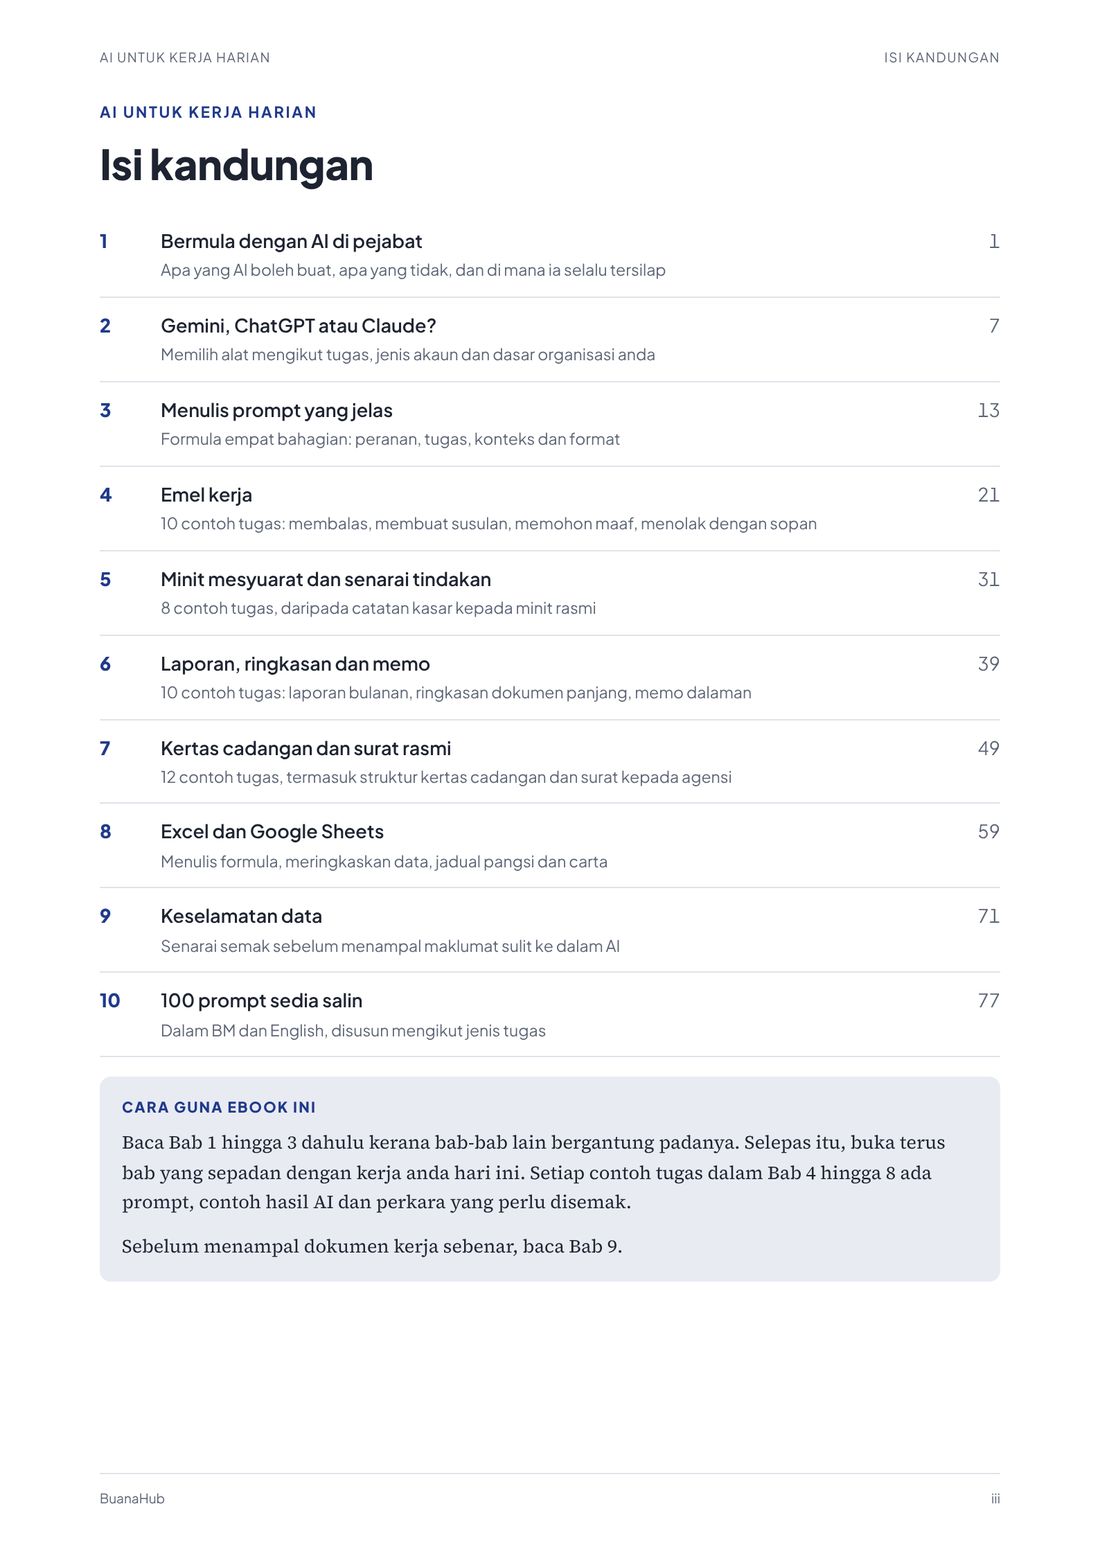 AI UNTUK KERJA HARIAN
ISI KANDUNGAN
AI UNTUK KERJA HARIAN
Isi kandungan
1 Bermula dengan AI di pejabat 1
Apa yang AI boleh buat, apa yang tidak, dan di mana ia selalu tersilap
2 Gemini, ChatGPT atau Claude? 7
Memilih alat mengikut tugas, jenis akaun dan dasar organisasi anda
3 Menulis prompt yang jelas 13
Formula empat bahagian: peranan, tugas, konteks dan format
4 Emel kerja 21
10 contoh tugas: membalas, membuat susulan, memohon maaf, menolak dengan sopan
5 Minit mesyuarat dan senarai tindakan 31
8 contoh tugas, daripada catatan kasar kepada minit rasmi
6 Laporan, ringkasan dan memo 39
10 contoh tugas: laporan bulanan, ringkasan dokumen panjang, memo dalaman
7 Kertas cadangan dan surat rasmi 49
12 contoh tugas, termasuk struktur kertas cadangan dan surat kepada agensi
8 Excel dan Google Sheets 59
Menulis formula, meringkaskan data, jadual pangsi dan carta
9 Keselamatan data 71
Senarai semak sebelum menampal maklumat sulit ke dalam AI
10 100 prompt sedia salin 77
Dalam BM dan English, disusun mengikut jenis tugas
CARA GUNA EBOOK INI
Baca Bab 1 hingga 3 dahulu kerana bab-bab lain bergantung padanya. Selepas itu, buka terus
bab yang sepadan dengan kerja anda hari ini. Setiap contoh tugas dalam Bab 4 hingga 8 ada
prompt, contoh hasil AI dan perkara yang perlu disemak.
Sebelum menampal dokumen kerja sebenar, baca Bab 9.
BuanaHub
iii